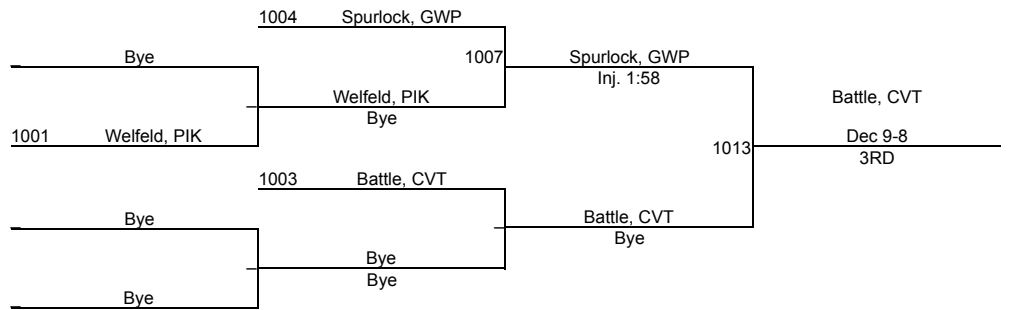 1004 Spurlock, GWP
Bye
1007 Spurlock, GWP
Inj. 1:58
Welfeld, PIK
Bye
Battle, CVT
1001 Welfeld, PIK
1013 Dec 9-8
3RD
1003 Battle, CVT
Bye
Battle, CVT
Bye
Bye
Bye
Bye